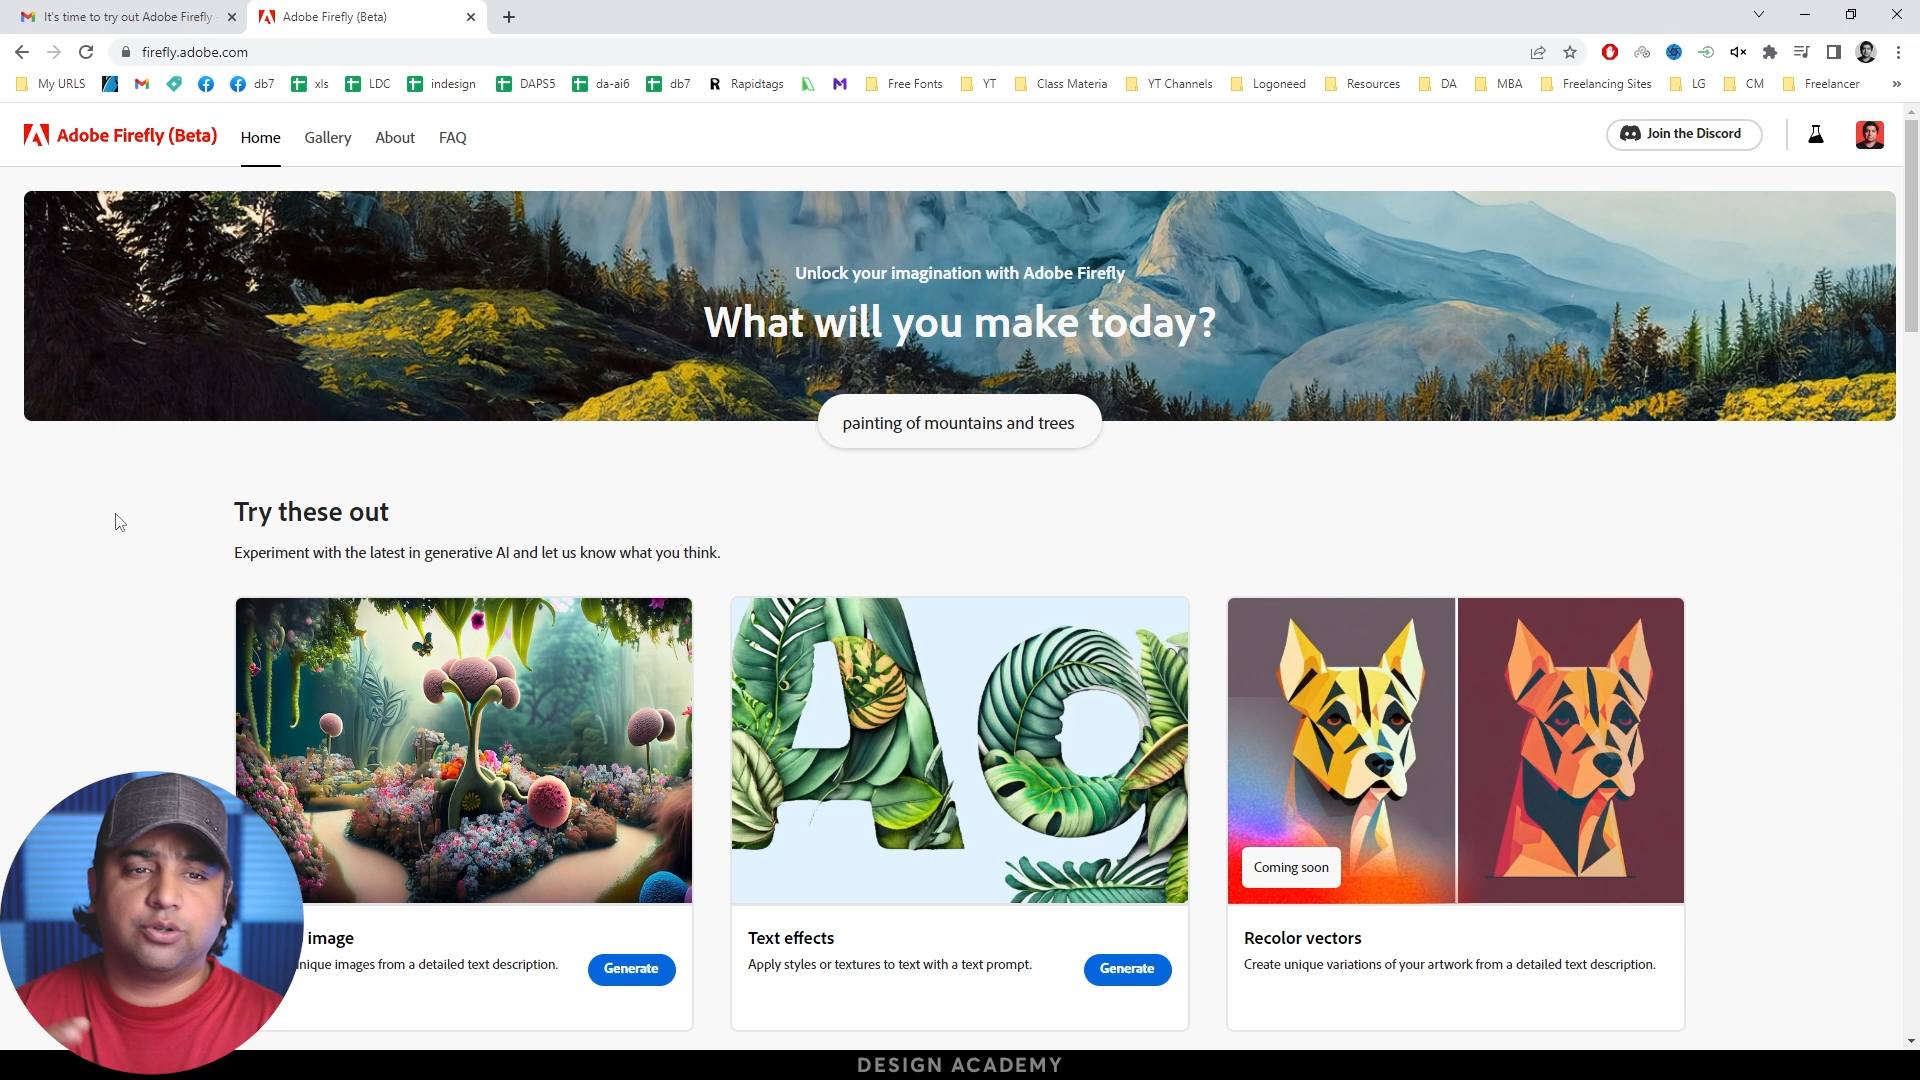 It's time to try out Adobe Firefly
Adobe Firefly (Beta)
firefly.adobe.com
My URLS
db7
xls
LDC
indesign
DAPS5
da-ai6
db7
R
Rapidtags
Free Fonts
YT
Class Materia
YT Channels
Logoneed
Resources
DA
MBA
Freelancing Sites
LG
CM
Freelancer
Adobe Firefly (Beta)
Home
Gallery
About
FAQ
Join the Discord
Unlock your imagination with Adobe Firefly
What will you make today?
painting of mountains and trees
Try these out
Experiment with the latest in generative AI and let us know what you think.
Ag
Coming soon
image
unique images from a detailed text description.
Generate
Text effects
Apply styles or textures to text with a text prompt.
Generate
Recolor vectors
Create unique variations of your artwork from a detailed text description.
DESIGN ACADEMY